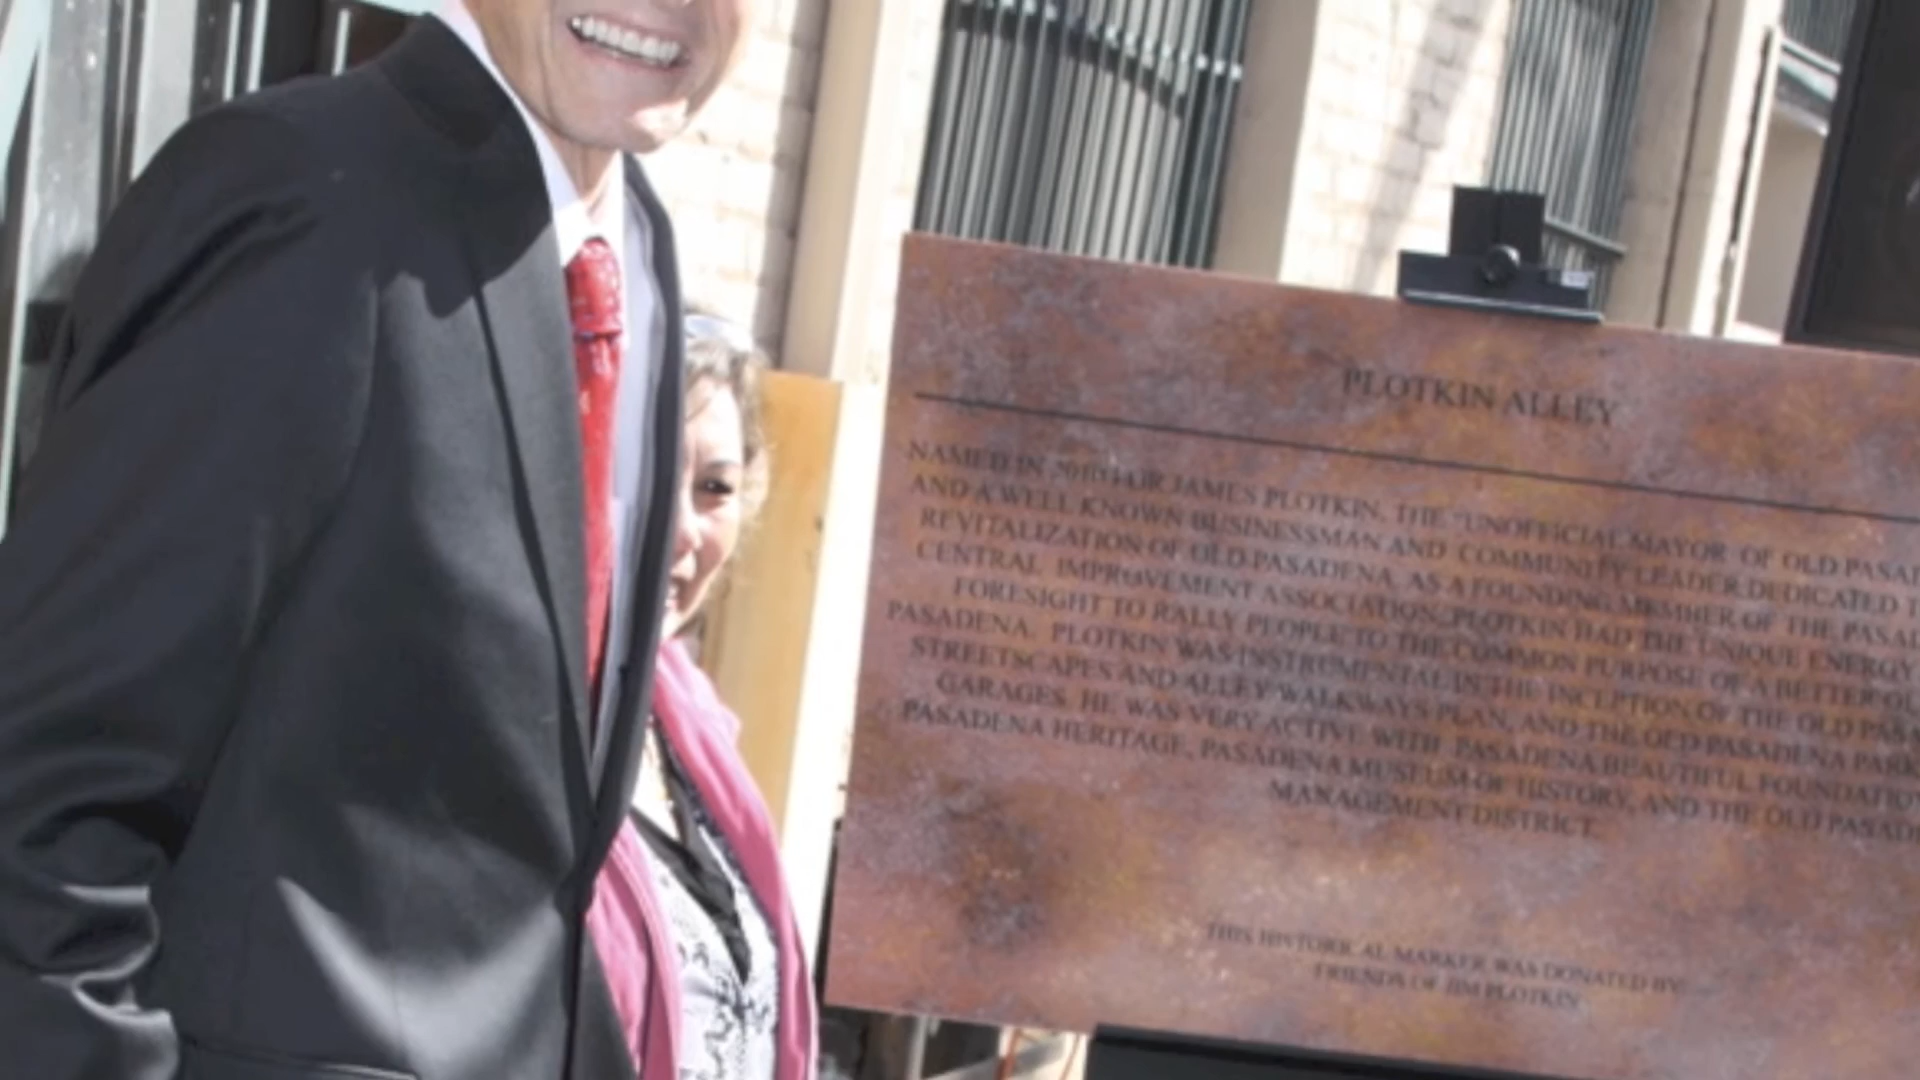 PLOTKIN ALLEY
NAMED IN 2010 FOR JAMES PLOTKIN, THE "UNOFFICIAL MAYOR OF OLD PASAD
AND A WELL KNOWN BUSINESSMAN AND COMMUNITY LEADER DEDICATED T
REVITALIZATION OF OLD PASADENA. AS A FOUNDING MEMBER OF THE PASAD
CENTRAL IMPROVEMENT ASSOCIATION, PLOTKIN HAD THE UNIQUE ENERGY
FORESIGHT TO RALLY PEOPLE TO THE COMMON PURPOSE OF A BETTER OL
PASADENA. PLOTKIN WAS INSTRUMENTAL IN THE INCEPTION OF THE OLD PASA
STREETSCAPES AND ALLEY WALKWAYS PLAN, AND THE OLD PASADENA PARK
GARAGES. HE WAS VERY ACTIVE WITH PASADENA BEAUTIFUL FOUNDATION
PASADENA HERITAGE, PASADENA MUSEUM OF HISTORY, AND THE OLD PASADE
MANAGEMENT DISTRICT.
THIS HISTORICAL MARKER WAS DONATED BY:
FRIENDS OF JIM PLOTKIN